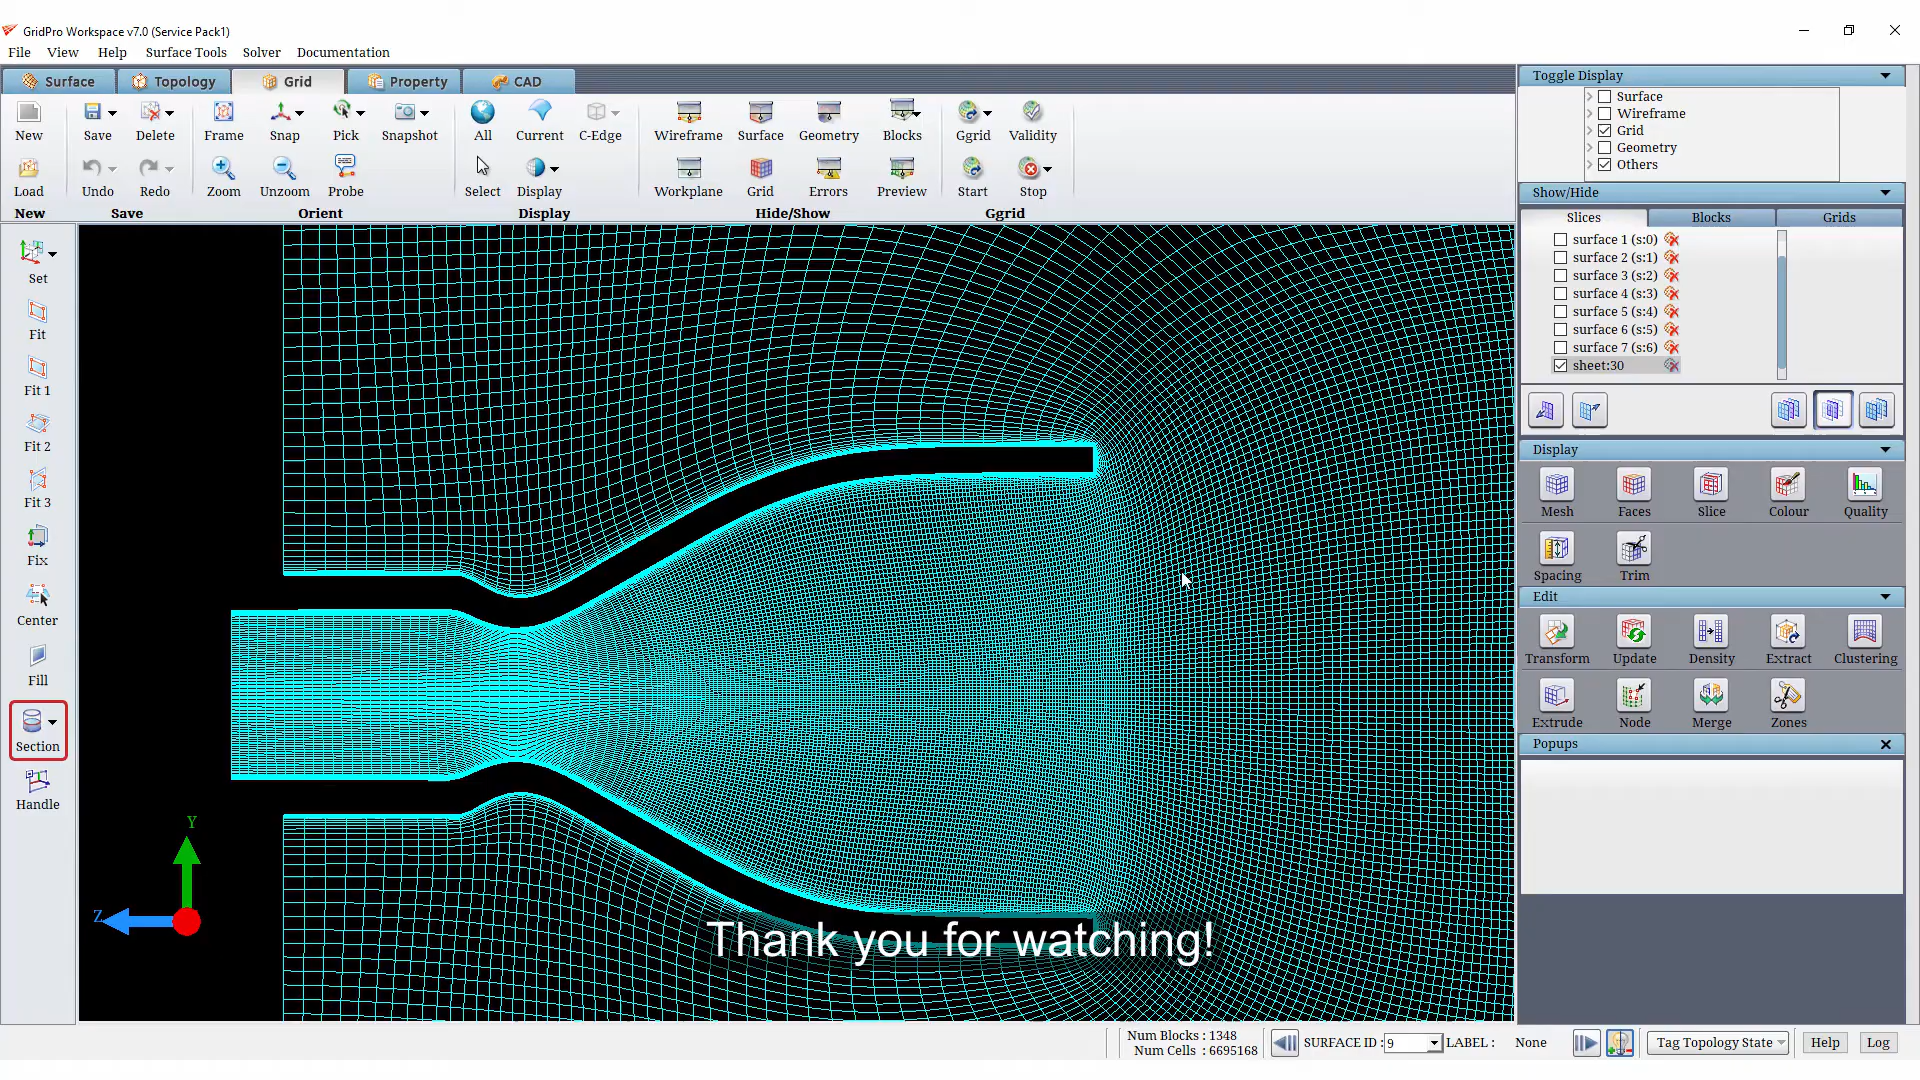 GridPro Workspace v7.0 (Service Pack1)
File View Help Surface Tools Solver Documentation
Surface Topology Grid Property CAD
New Save Delete Frame Snap Pick Snapshot All Current C-Edge Wireframe Surface Geometry Blocks Ggrid Validity
Load Undo Redo Zoom Unzoom Probe Select Display Workplane Grid Errors Preview Start Stop
New Save Orient Display Hide/Show Ggrid
Set
Fit
Fit 1
Fit 2
Fit 3
Fix
Center
Fill
Section
Handle
Y
Z
Thank you for watching!
Toggle Display
Surface
Wireframe
Grid
Geometry
Others
Show/Hide
Slices Blocks Grids
surface 1 (s:0)
surface 2 (s:1)
surface 3 (s:2)
surface 4 (s:3)
surface 5 (s:4)
surface 6 (s:5)
surface 7 (s:6)
sheet:30
Display
Mesh Faces Slice Colour Quality
Spacing Trim
Edit
Transform Update Density Extract Clustering
Extrude Node Merge Zones
Popups
Num Blocks : 1348
Num Cells : 6695168
SURFACE ID : 9 LABEL : None Tag Topology State Help Log